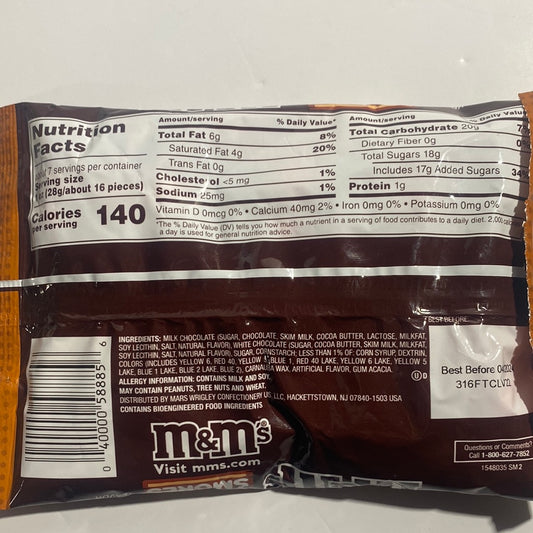 Nutrition
Facts
7 servings per container
Serving size
(28g/about 16 pieces)
Calories
per serving
140
Amount/serving % Daily Value*
Total Fat 6g 8%
Saturated Fat 4g 20%
Trans Fat 0g
Cholesterol <5 mg 1%
Sodium 25mg 1%
Amount/serving % Daily Value
Total Carbohydrate 20g
Dietary Fiber 0g
Total Sugars 18g
Includes 17g Added Sugars 34
Protein 1g
Vitamin D 0mcg 0% • Calcium 40mg 2% • Iron 0mg 0% • Potassium 0mg 0%
*The % Daily Value (DV) tells you how much a nutrient in a serving of food contributes to a daily diet. 2,000
a day is used for general nutrition advice.
INGREDIENTS: MILK CHOCOLATE (SUGAR, CHOCOLATE, SKIM MILK, COCOA BUTTER, LACTOSE, MILKFAT,
SOY LECITHIN, SALT, NATURAL FLAVOR), WHITE CHOCOLATE (SUGAR, COCOA BUTTER, SKIM MILK, MILKFAT,
SOY LECITHIN, SALT, NATURAL FLAVOR), SUGAR, CORNSTARCH; LESS THAN 1% OF: CORN SYRUP, DEXTRIN,
COLORS (INCLUDES YELLOW 6, RED 40, YELLOW 5, BLUE 1, RED 40 LAKE, YELLOW 6 LAKE, YELLOW 5
LAKE, BLUE 1 LAKE, BLUE 2 LAKE, BLUE 2), CARNAUBA WAX, ARTIFICIAL FLAVOR, GUM ACACIA.
ALLERGY INFORMATION: CONTAINS MILK AND SOY.
MAY CONTAIN PEANUTS, TREE NUTS AND WHEAT.
DISTRIBUTED BY MARS WRIGLEY CONFECTIONERY US, LLC, HACKETTSTOWN, NJ 07840-1503 USA
CONTAINS BIOENGINEERED FOOD INGREDIENTS
U D
BEST BEFORE
Best Before 04/2024
316FTCLV
0 40000 58885 6
m&m's
Visit mms.com
Questions or Comments?
Call 1-800-627-7852
1548035 SM 2